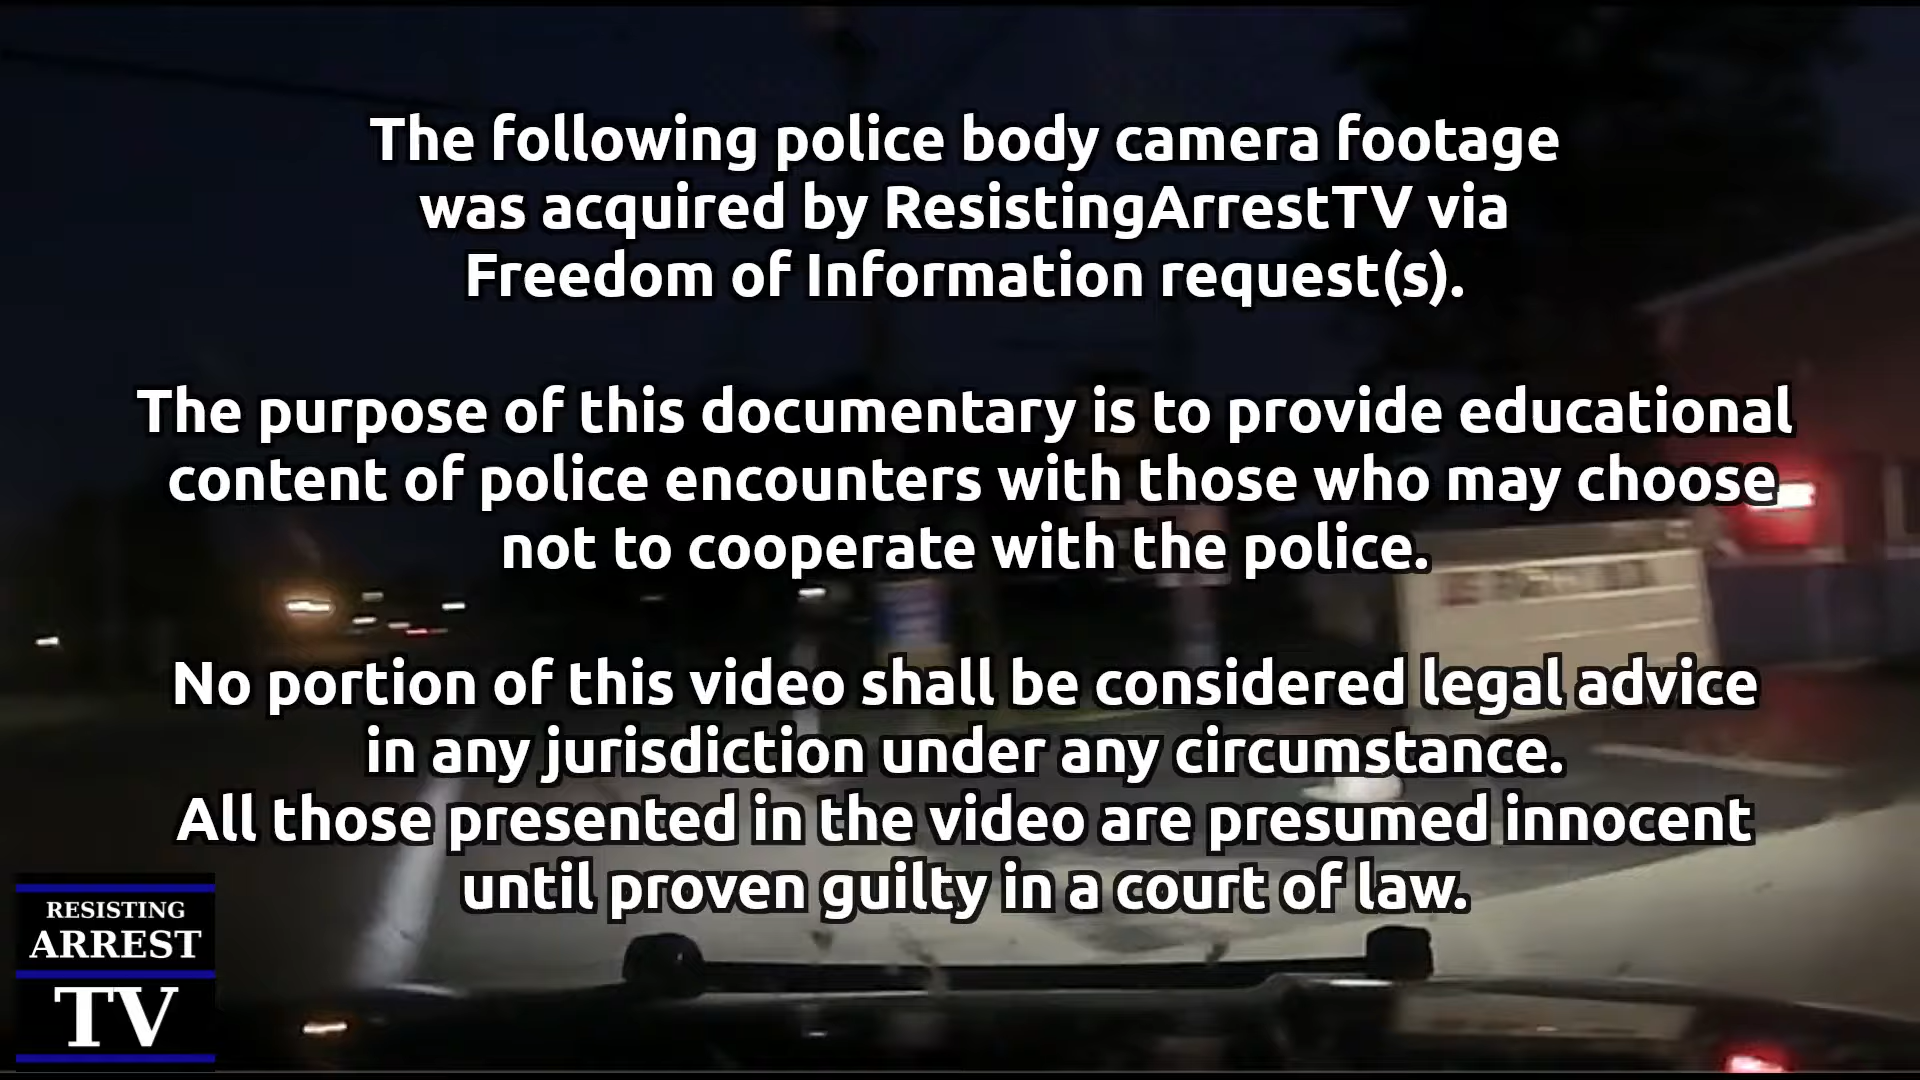 The following police body camera footage
was acquired by ResistingArrestTV via
Freedom of Information request(s).
The purpose of this documentary is to provide educational
content of police encounters with those who may choose
not to cooperate with the police.
No portion of this video shall be considered legal advice
in any jurisdiction under any circumstance.
All those presented in the video are presumed innocent
until proven guilty in a court of law.
RESISTING
ARREST
TV